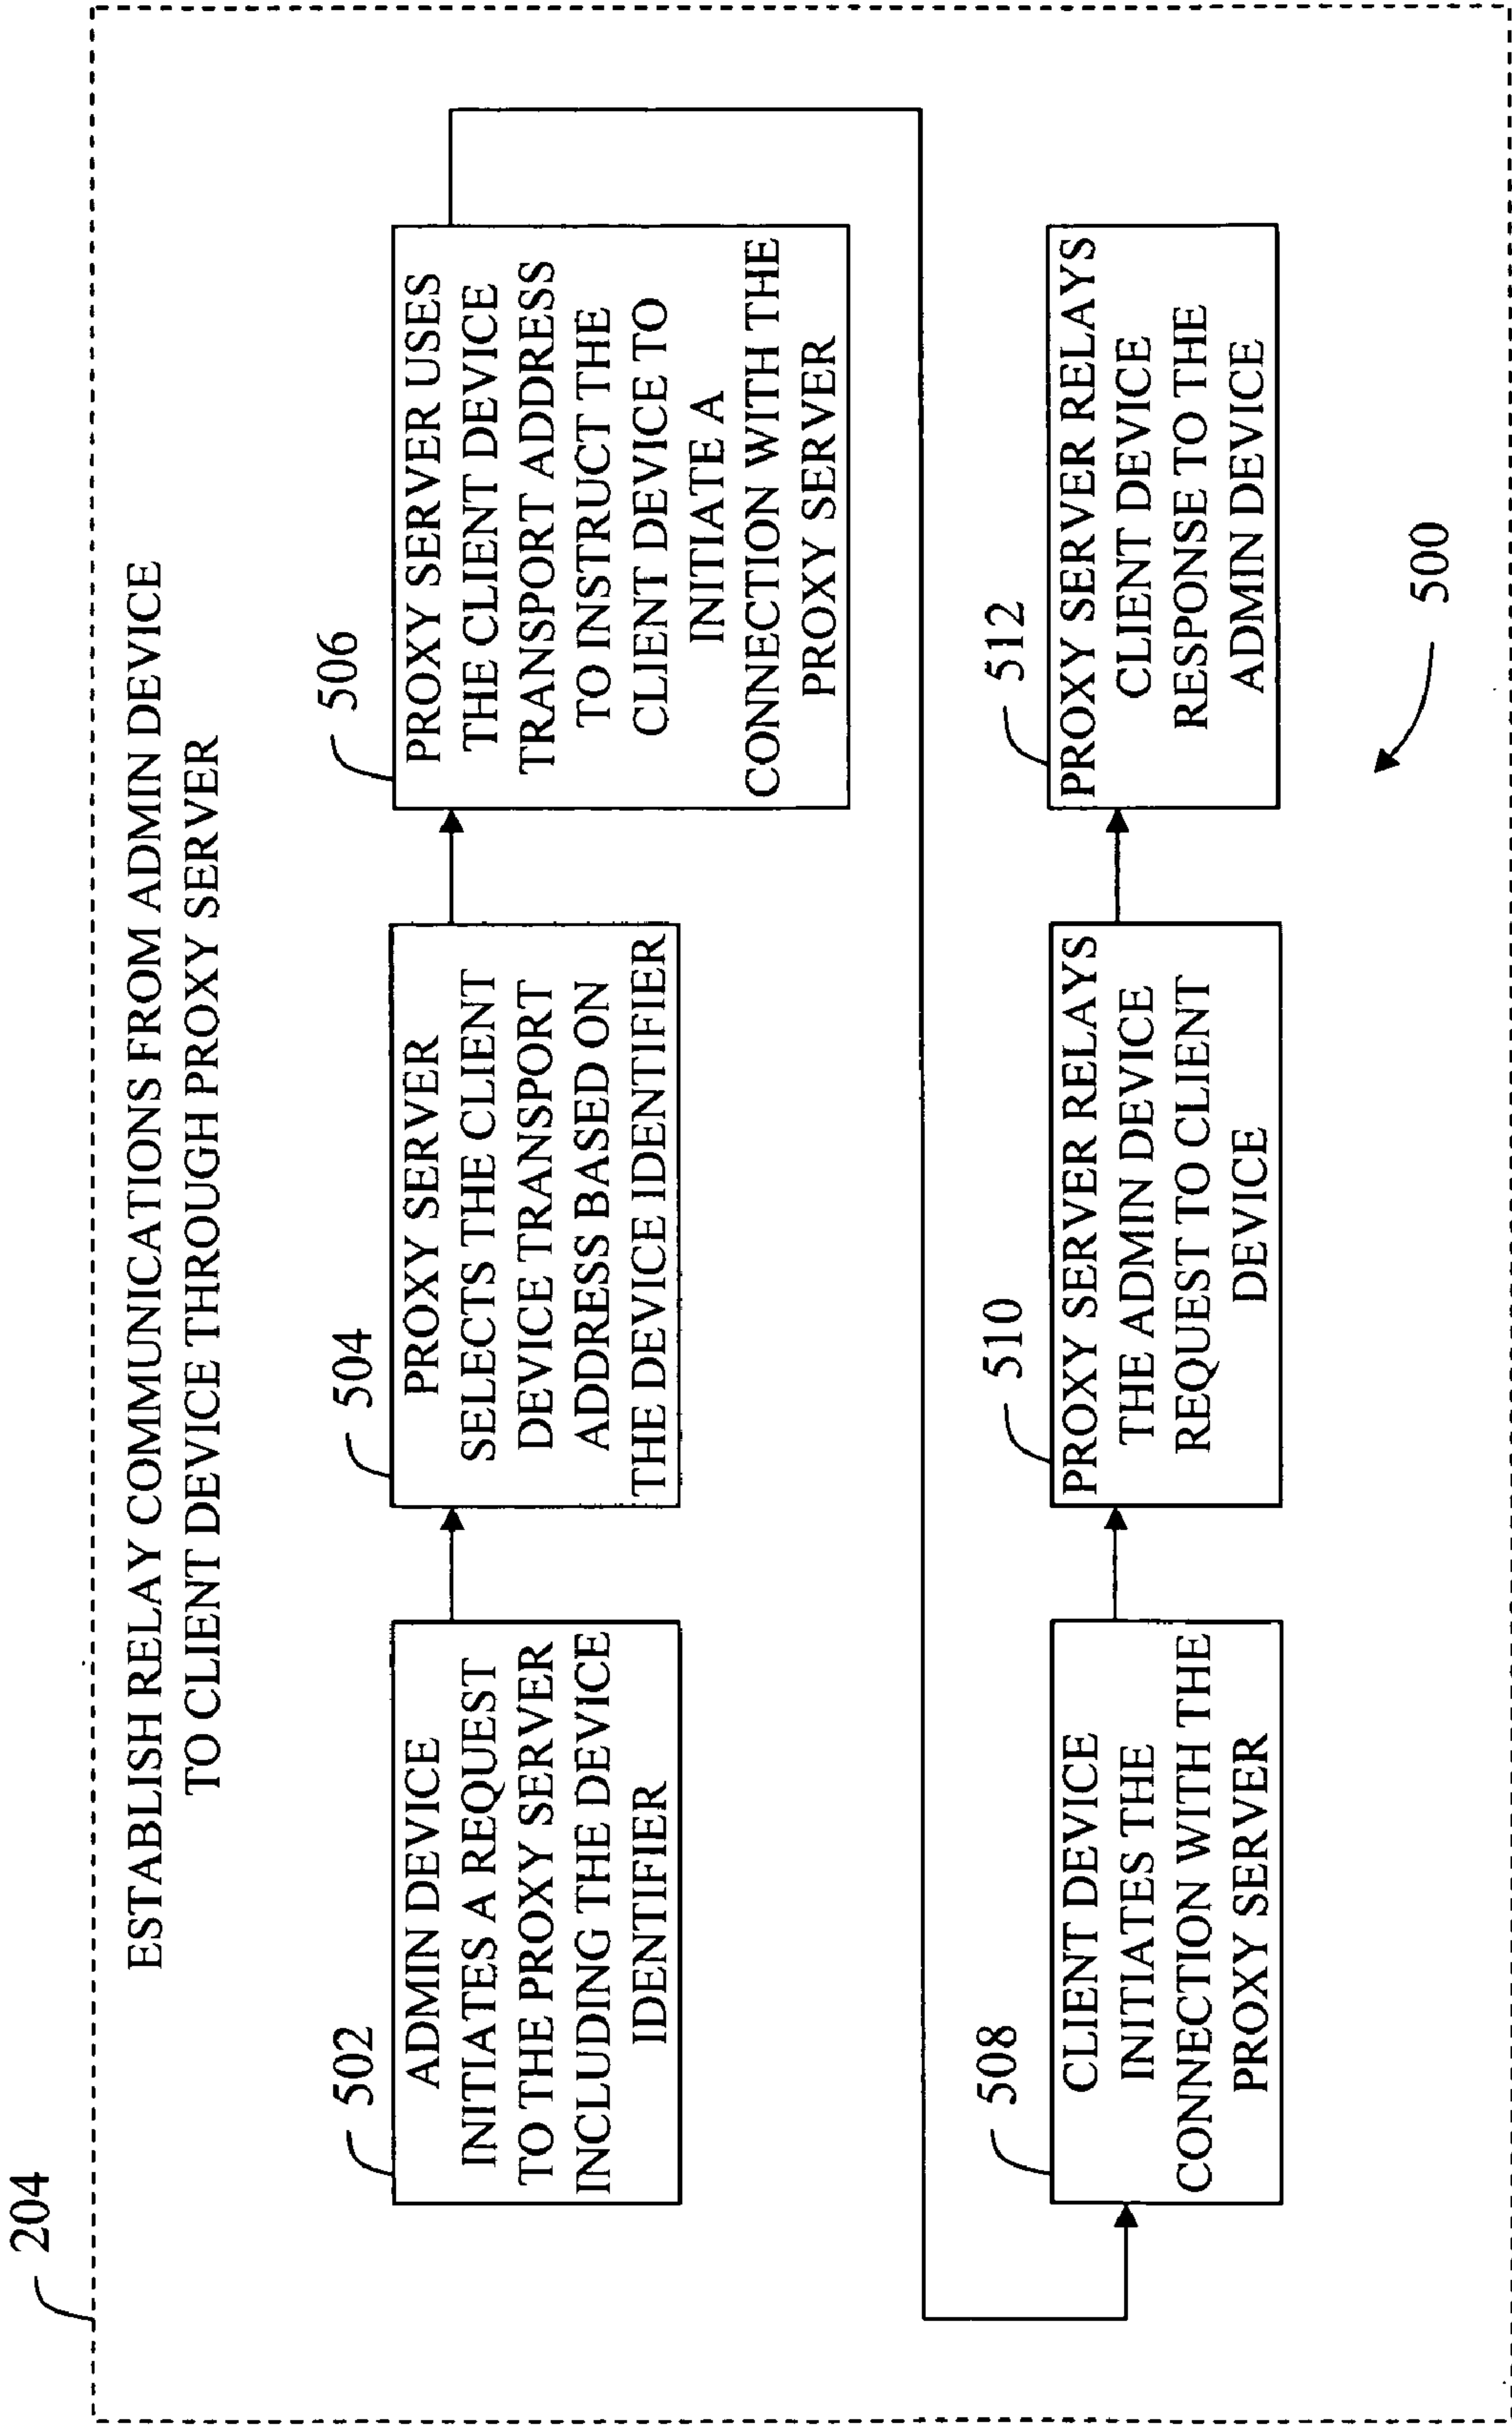 204
ESTABLISH RELAY COMMUNICATIONS FROM ADMIN DEVICE
TO CLIENT DEVICE THROUGH PROXY SERVER
502
ADMIN DEVICE
INITIATES A REQUEST
TO THE PROXY SERVER
INCLUDING THE DEVICE
IDENTIFIER
504
PROXY SERVER
SELECTS THE CLIENT
DEVICE TRANSPORT
ADDRESS BASED ON
THE DEVICE IDENTIFIER
506
PROXY SERVER USES
THE CLIENT DEVICE
TRANSPORT ADDRESS
TO INSTRUCT THE
CLIENT DEVICE TO
INITIATE A
CONNECTION WITH THE
PROXY SERVER
508
CLIENT DEVICE
INITIATES THE
CONNECTION WITH THE
PROXY SERVER
510
PROXY SERVER RELAYS
THE ADMIN DEVICE
REQUEST TO CLIENT
DEVICE
512
PROXY SERVER RELAYS
CLIENT DEVICE
RESPONSE TO THE
ADMIN DEVICE
500